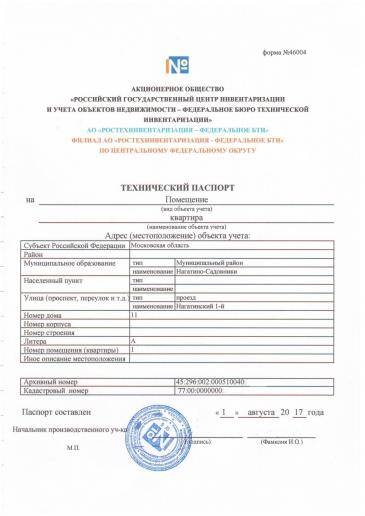 форма №46004
№
АКЦИОНЕРНОЕ ОБЩЕСТВО
«РОССИЙСКИЙ ГОСУДАРСТВЕННЫЙ ЦЕНТР ИНВЕНТАРИЗАЦИИ
И УЧЕТА ОБЪЕКТОВ НЕДВИЖИМОСТИ – ФЕДЕРАЛЬНОЕ БЮРО ТЕХНИЧЕСКОЙ
ИНВЕНТАРИЗАЦИИ»
АО «РОСТЕХИНВЕНТАРИЗАЦИЯ – ФЕДЕРАЛЬНОЕ БТИ»
ФИЛИАЛ АО «РОСТЕХИНВЕНТАРИЗАЦИЯ - ФЕДЕРАЛЬНОЕ БТИ»
ПО ЦЕНТРАЛЬНОМУ ФЕДЕРАЛЬНОМУ ОКРУГУ
ТЕХНИЧЕСКИЙ ПАСПОРТ
на Помещение
(вид объекта учета)
квартира
(наименование объекта учета)
Адрес (местоположение) объекта учета:
Субъект Российской Федерации Московская область
Район
Муниципальное образование тип Муниципальный район
наименование Нагатино-Садовники
Населенный пункт тип
наименование
Улица (проспект, переулок и т.д.) тип проезд
наименование Нагатинский 1-й
Номер дома 11
Номер корпуса
Номер строения
Литера А
Номер помещения (квартиры) 1
Иное описание местоположения
Архивный номер 45:296:002:000510040
Кадастровый номер 77:00:0000000:
Паспорт составлен « 1 » августа 20 17 года
Начальник производственного уч-ка
М.П. (подпись) (Фамилия И.О.)